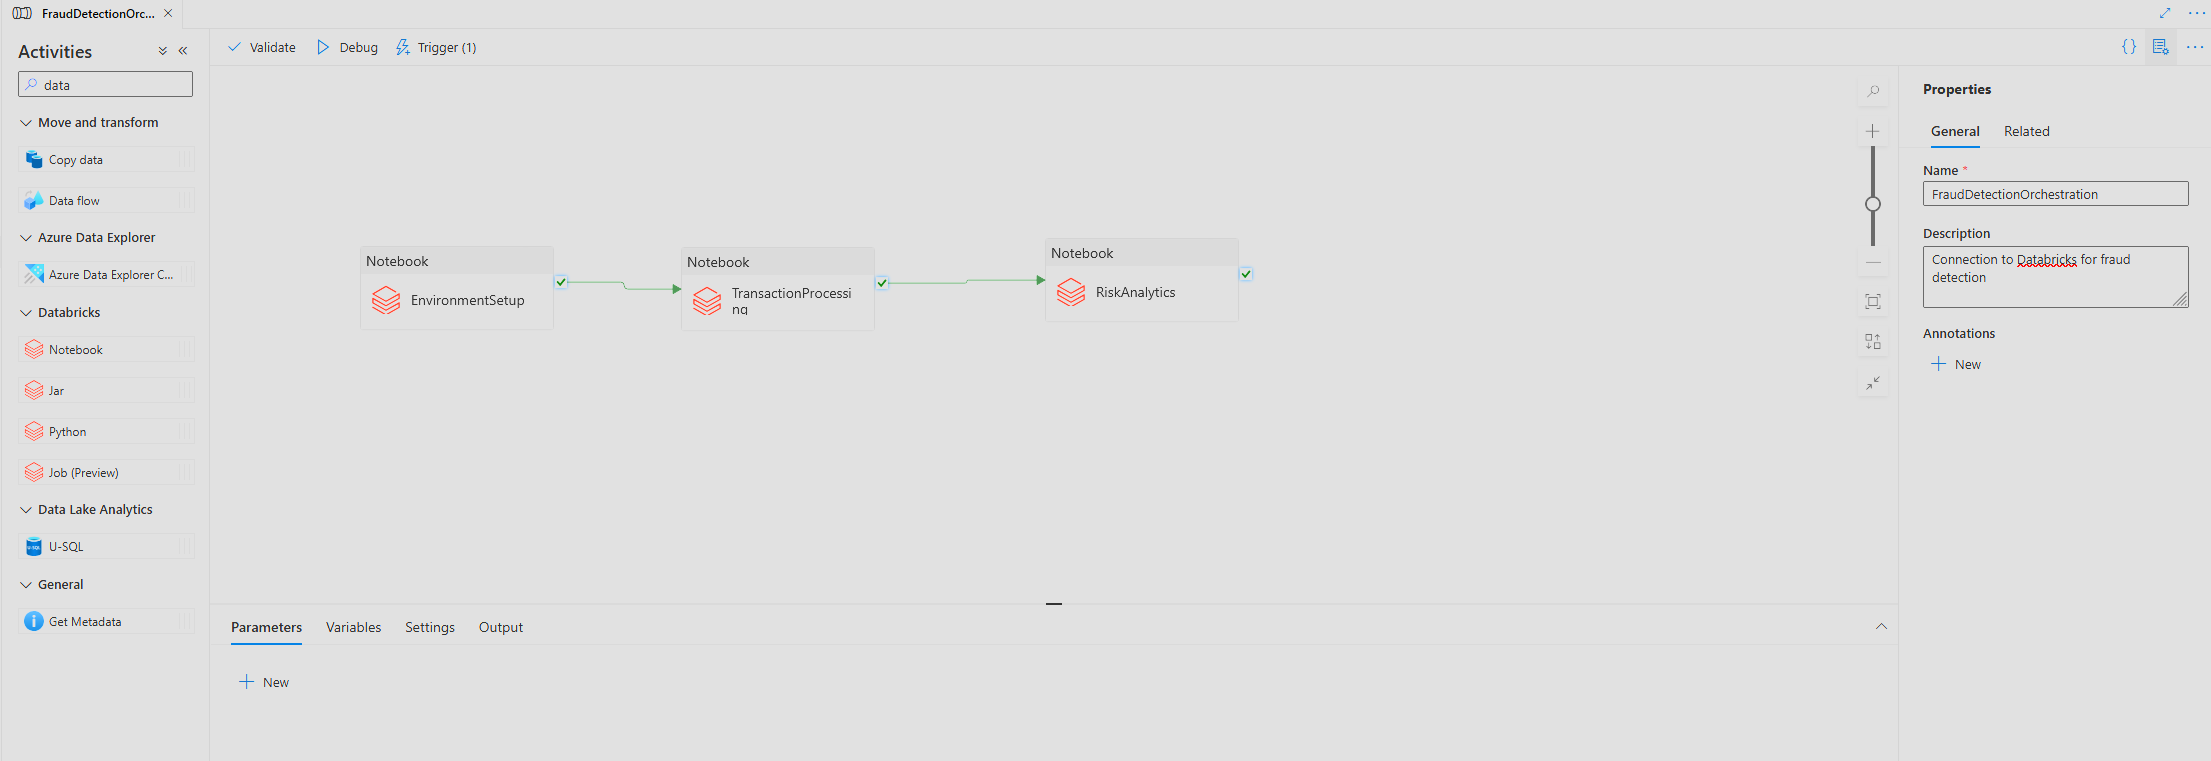 FraudDetectionOrc...
Activities
Validate
Debug
Trigger (1)
{}
data
Move and transform
Copy data
Data flow
Azure Data Explorer
Azure Data Explorer C...
Databricks
Notebook
Jar
Python
Job (Preview)
Data Lake Analytics
U-SQL
General
Get Metadata
Notebook
EnvironmentSetup
Notebook
TransactionProcessi
ng
Notebook
RiskAnalytics
Parameters
Variables
Settings
Output
New
Properties
General
Related
Name *
FraudDetectionOrchestration
Description
Connection to Databricks for fraud
detection
Annotations
New